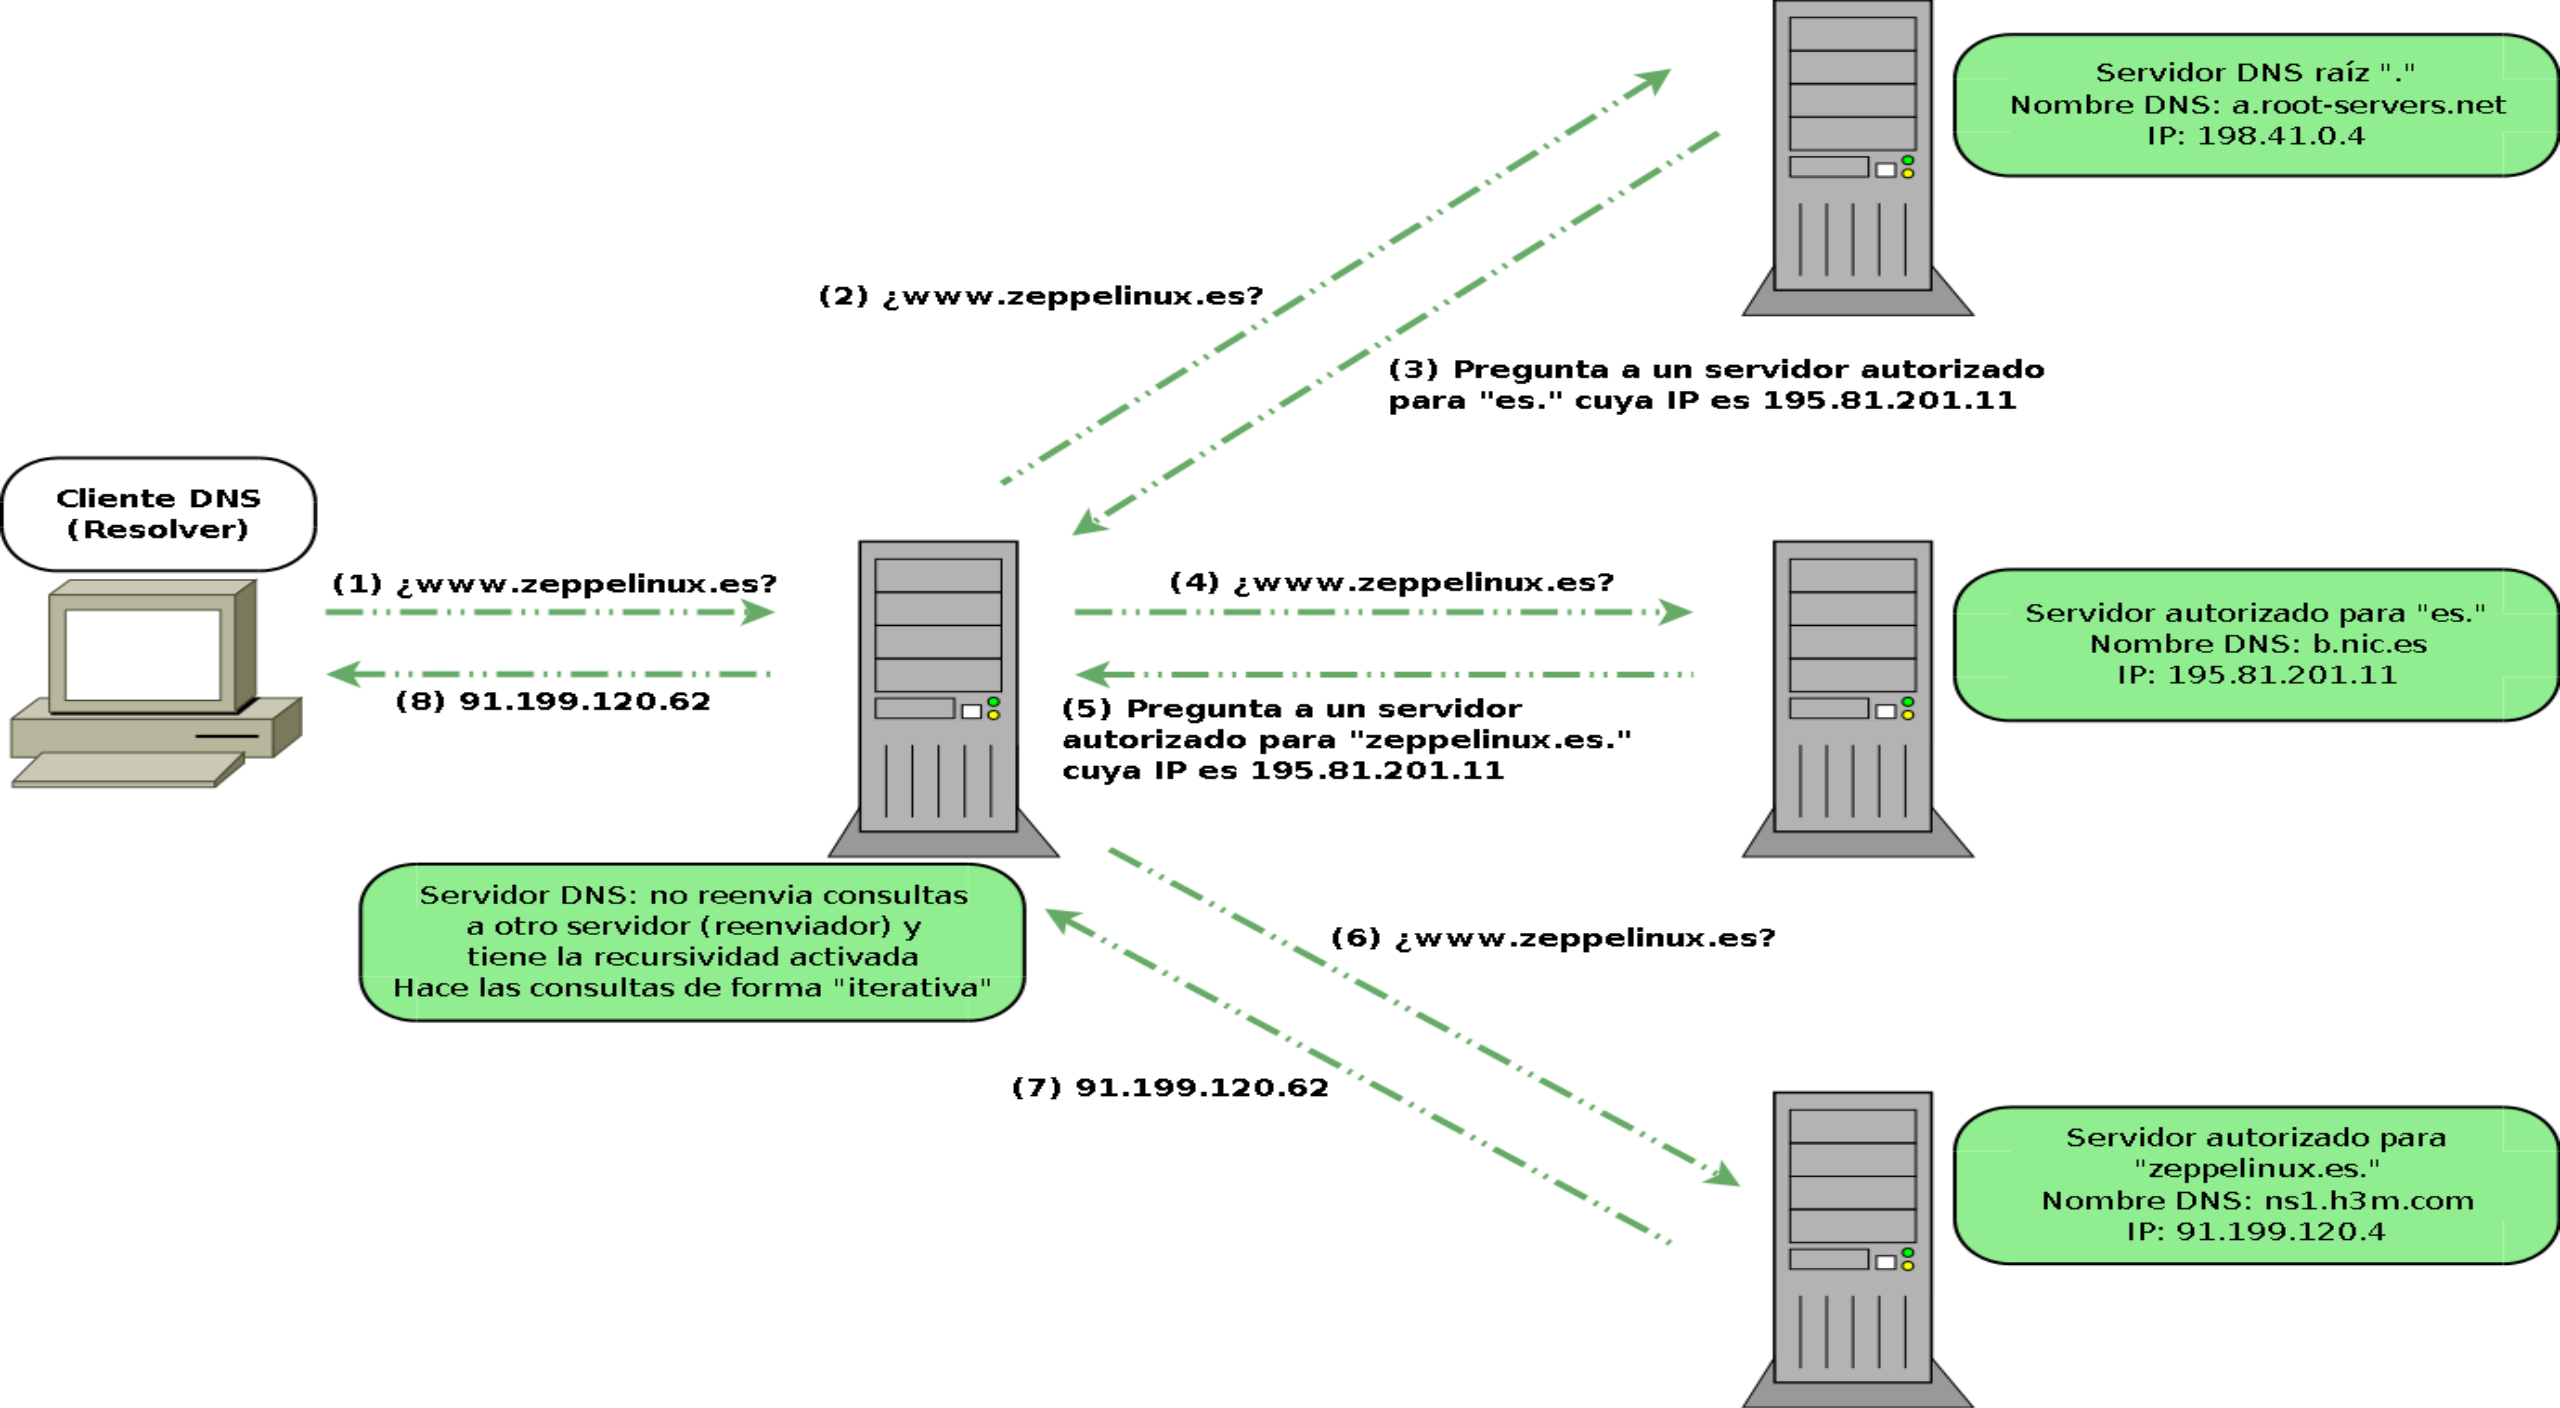 Servidor DNS raíz "."
Nombre DNS: a.root-servers.net
IP: 198.41.0.4
(2) ¿www.zeppelinux.es?
(3) Pregunta a un servidor autorizado
para "es." cuya IP es 195.81.201.11
Cliente DNS
(Resolver)
(1) ¿www.zeppelinux.es?
(8) 91.199.120.62
(4) ¿www.zeppelinux.es?
(5) Pregunta a un servidor
autorizado para "zeppelinux.es."
cuya IP es 195.81.201.11
Servidor autorizado para "es."
Nombre DNS: b.nic.es
IP: 195.81.201.11
Servidor DNS: no reenvia consultas
a otro servidor (reenviador) y
tiene la recursividad activada
Hace las consultas de forma "iterativa"
(6) ¿www.zeppelinux.es?
(7) 91.199.120.62
Servidor autorizado para
"zeppelinux.es."
Nombre DNS: ns1.h3m.com
IP: 91.199.120.4